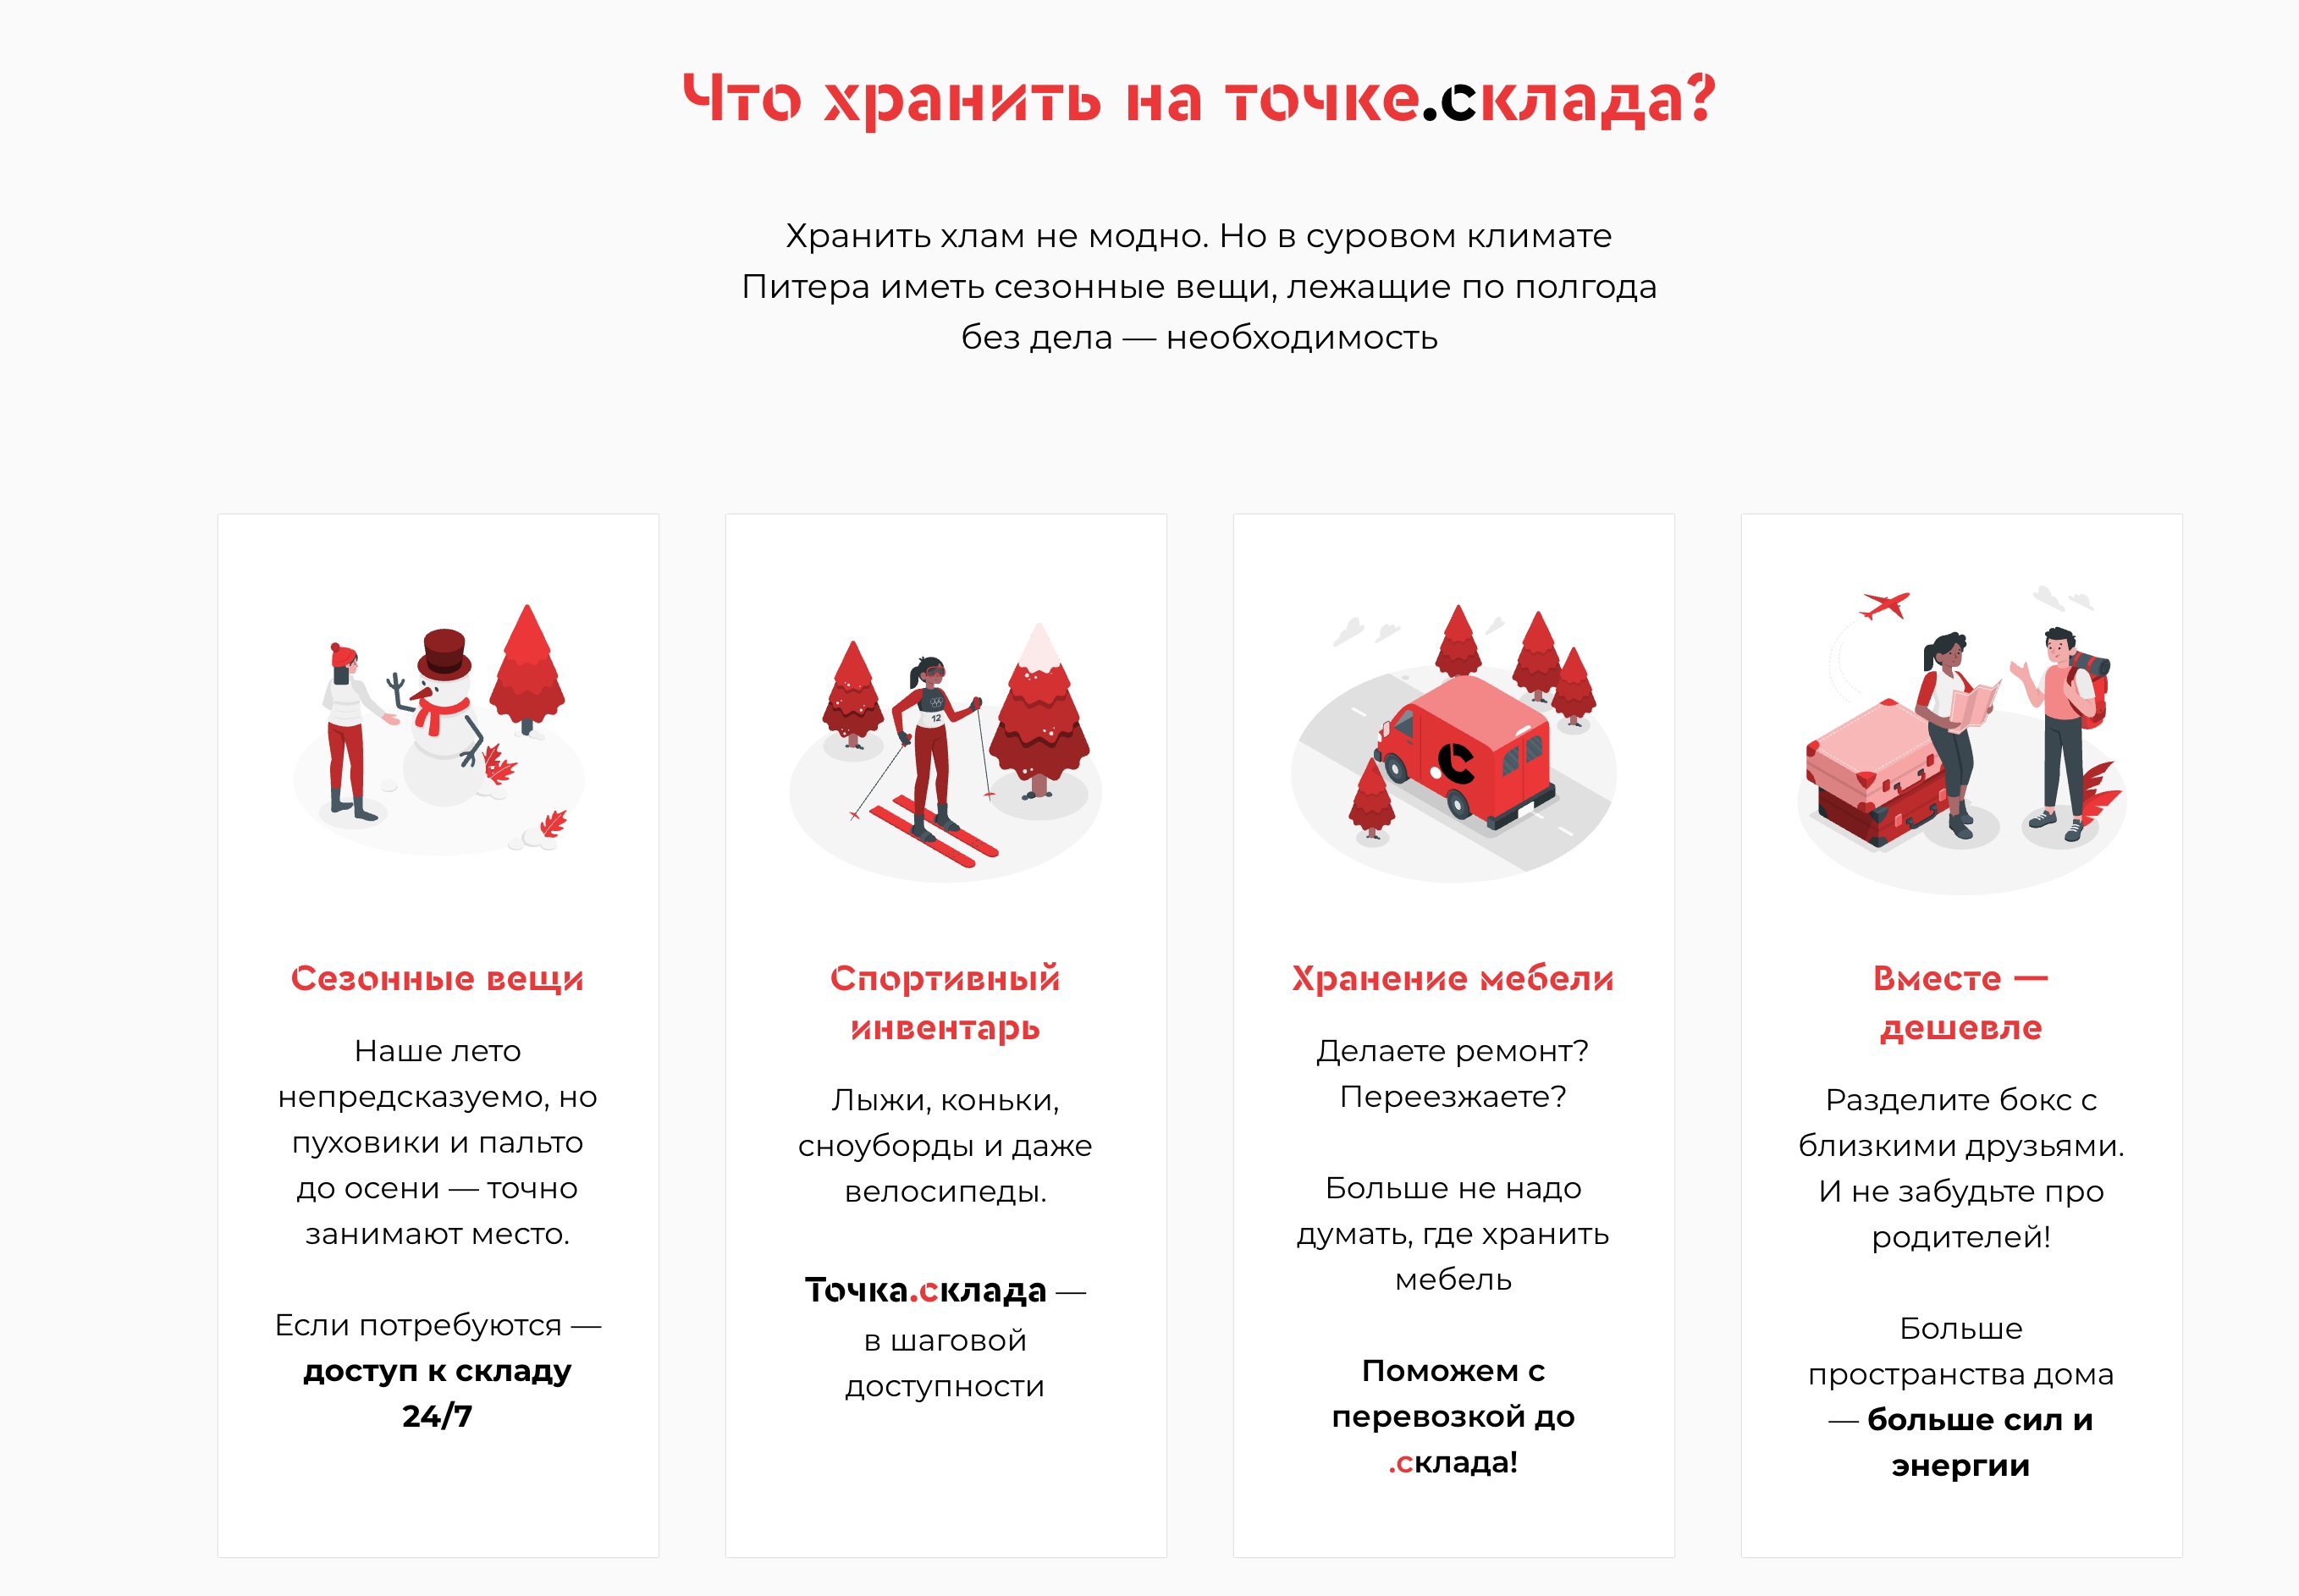 Что хранить на точке.склада?
Хранить хлам не модно. Но в суровом климате
Питера иметь сезонные вещи, лежащие по полгода
без дела — необходимость
Сезонные вещи
Наше лето
непредсказуемо, но
пуховики и пальто
до осени — точно
занимают место.
Если потребуются —
доступ к складу
24/7
12
Спортивный
инвентарь
Лыжи, коньки,
сноуборды и даже
велосипеды.
Точка.склада —
в шаговой
доступности
с
Хранение мебели
Делаете ремонт?
Переезжаете?
Больше не надо
думать, где хранить
мебель
Поможем с
перевозкой до
.склада!
Вместе —
дешевле
Разделите бокс с
близкими друзьями.
И не забудьте про
родителей!
Больше
пространства дома
— больше сил и
энергии